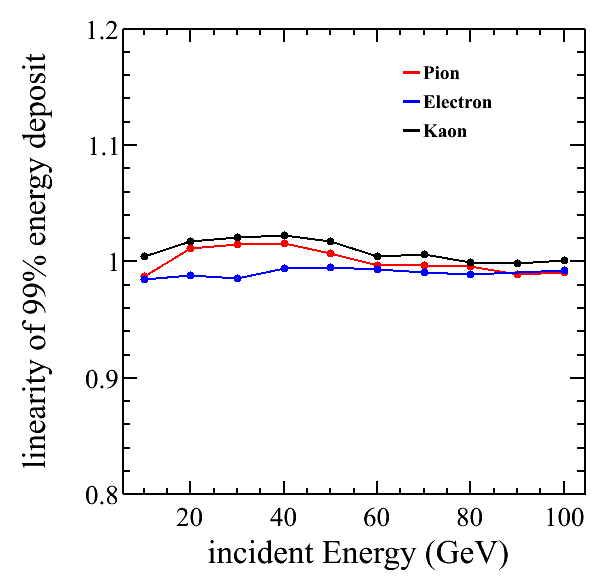 1.2
1.1
1
0.9
0.8
linearity of 99% energy deposit
Pion
Electron
Kaon
20 40 60 80 100
incident Energy (GeV)